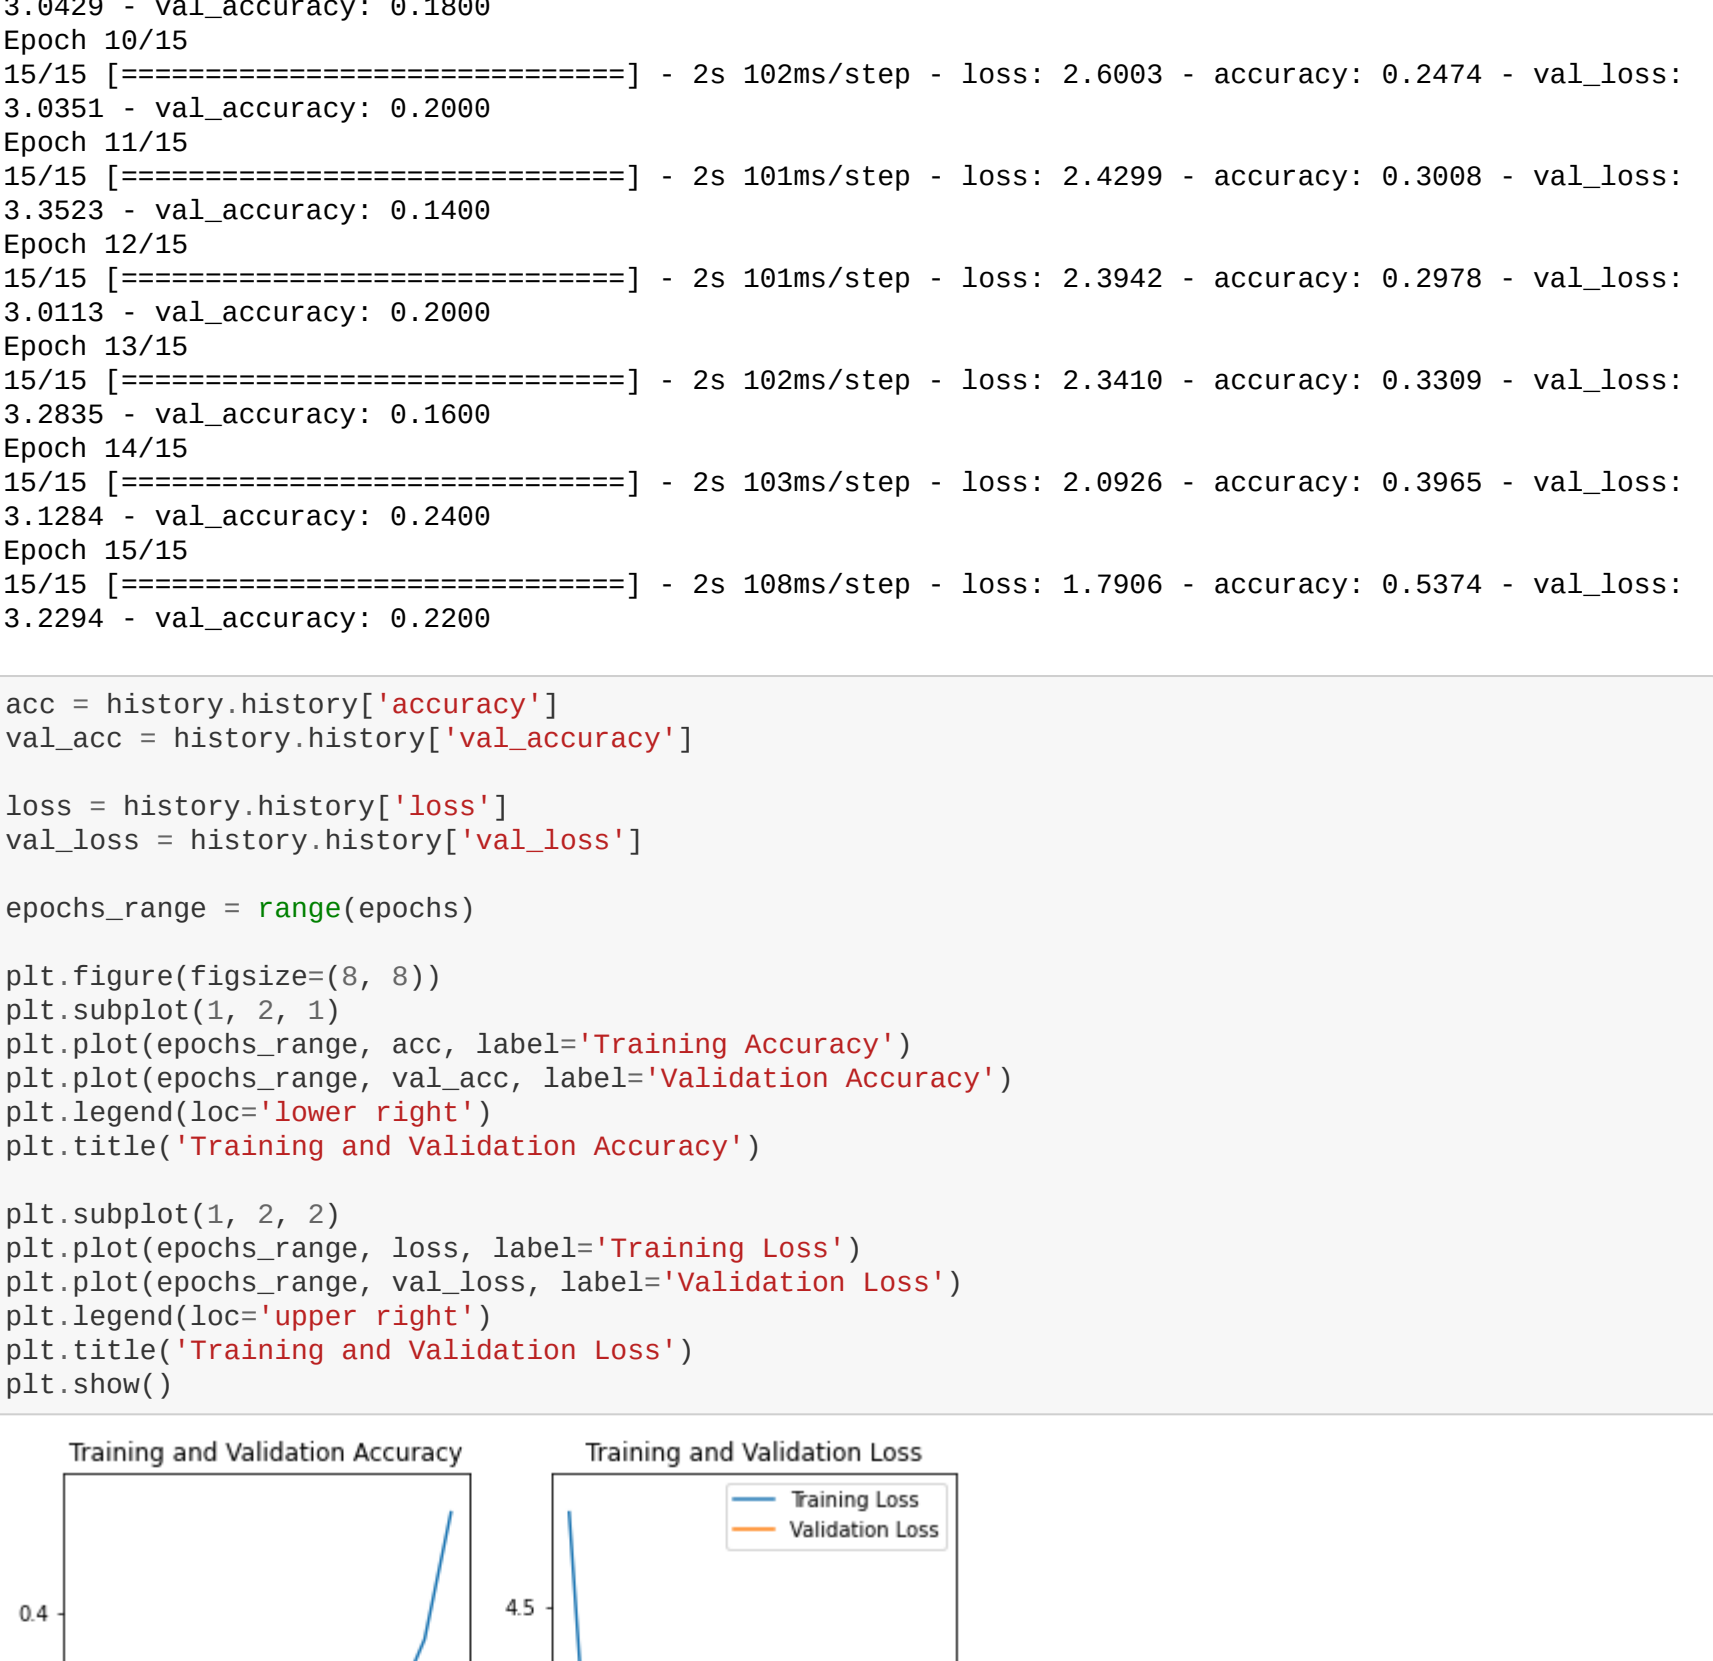 3.0429 - val_accuracy: 0.1800
Epoch 10/15
15/15 [==============================] - 2s 102ms/step - loss: 2.6003 - accuracy: 0.2474 - val_loss:
3.0351 - val_accuracy: 0.2000
Epoch 11/15
15/15 [==============================] - 2s 101ms/step - loss: 2.4299 - accuracy: 0.3008 - val_loss:
3.3523 - val_accuracy: 0.1400
Epoch 12/15
15/15 [==============================] - 2s 101ms/step - loss: 2.3942 - accuracy: 0.2978 - val_loss:
3.0113 - val_accuracy: 0.2000
Epoch 13/15
15/15 [==============================] - 2s 102ms/step - loss: 2.3410 - accuracy: 0.3309 - val_loss:
3.2835 - val_accuracy: 0.1600
Epoch 14/15
15/15 [==============================] - 2s 103ms/step - loss: 2.0926 - accuracy: 0.3965 - val_loss:
3.1284 - val_accuracy: 0.2400
Epoch 15/15
15/15 [==============================] - 2s 108ms/step - loss: 1.7906 - accuracy: 0.5374 - val_loss:
3.2294 - val_accuracy: 0.2200
acc = history.history['accuracy']
val_acc = history.history['val_accuracy']
loss = history.history['loss']
val_loss = history.history['val_loss']
epochs_range = range(epochs)
plt.figure(figsize=(8, 8))
plt.subplot(1, 2, 1)
plt.plot(epochs_range, acc, label='Training Accuracy')
plt.plot(epochs_range, val_acc, label='Validation Accuracy')
plt.legend(loc='lower right')
plt.title('Training and Validation Accuracy')
plt.subplot(1, 2, 2)
plt.plot(epochs_range, loss, label='Training Loss')
plt.plot(epochs_range, val_loss, label='Validation Loss')
plt.legend(loc='upper right')
plt.title('Training and Validation Loss')
plt.show()
Training and Validation Accuracy
0.4
Training and Validation Loss
Training Loss
Validation Loss
4.5